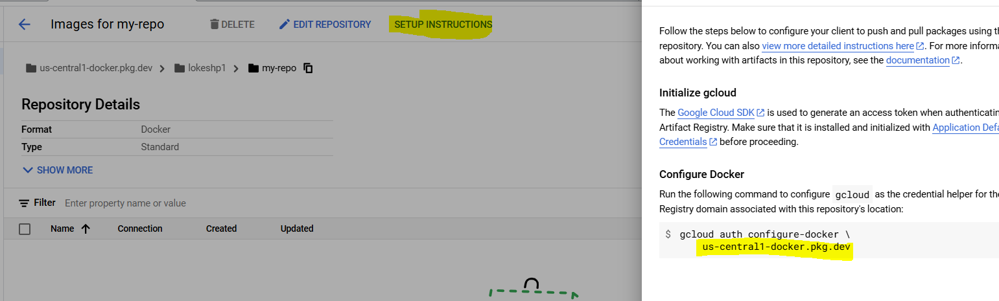 Images for my-repo
DELETE
EDIT REPOSITORY
SETUP INSTRUCTIONS
us-central1-docker.pkg.dev
lokeshp1
my-repo
Repository Details
Format Docker
Type Standard
SHOW MORE
Filter Enter property name or value
Name Connection Created Updated
Follow the steps below to configure your client to push and pull packages using
repository. You can also view more detailed instructions here. For more
about working with artifacts in this repository, see the documentation.
Initialize gcloud
The Google Cloud SDK is used to generate an access token when
Artifact Registry. Make sure that it is installed and initialized with Application
Credentials before proceeding.
Configure Docker
Run the following command to configure gcloud as the credential helper for
Registry domain associated with this repository's location:
$ gcloud auth configure-docker \
us-central1-docker.pkg.dev